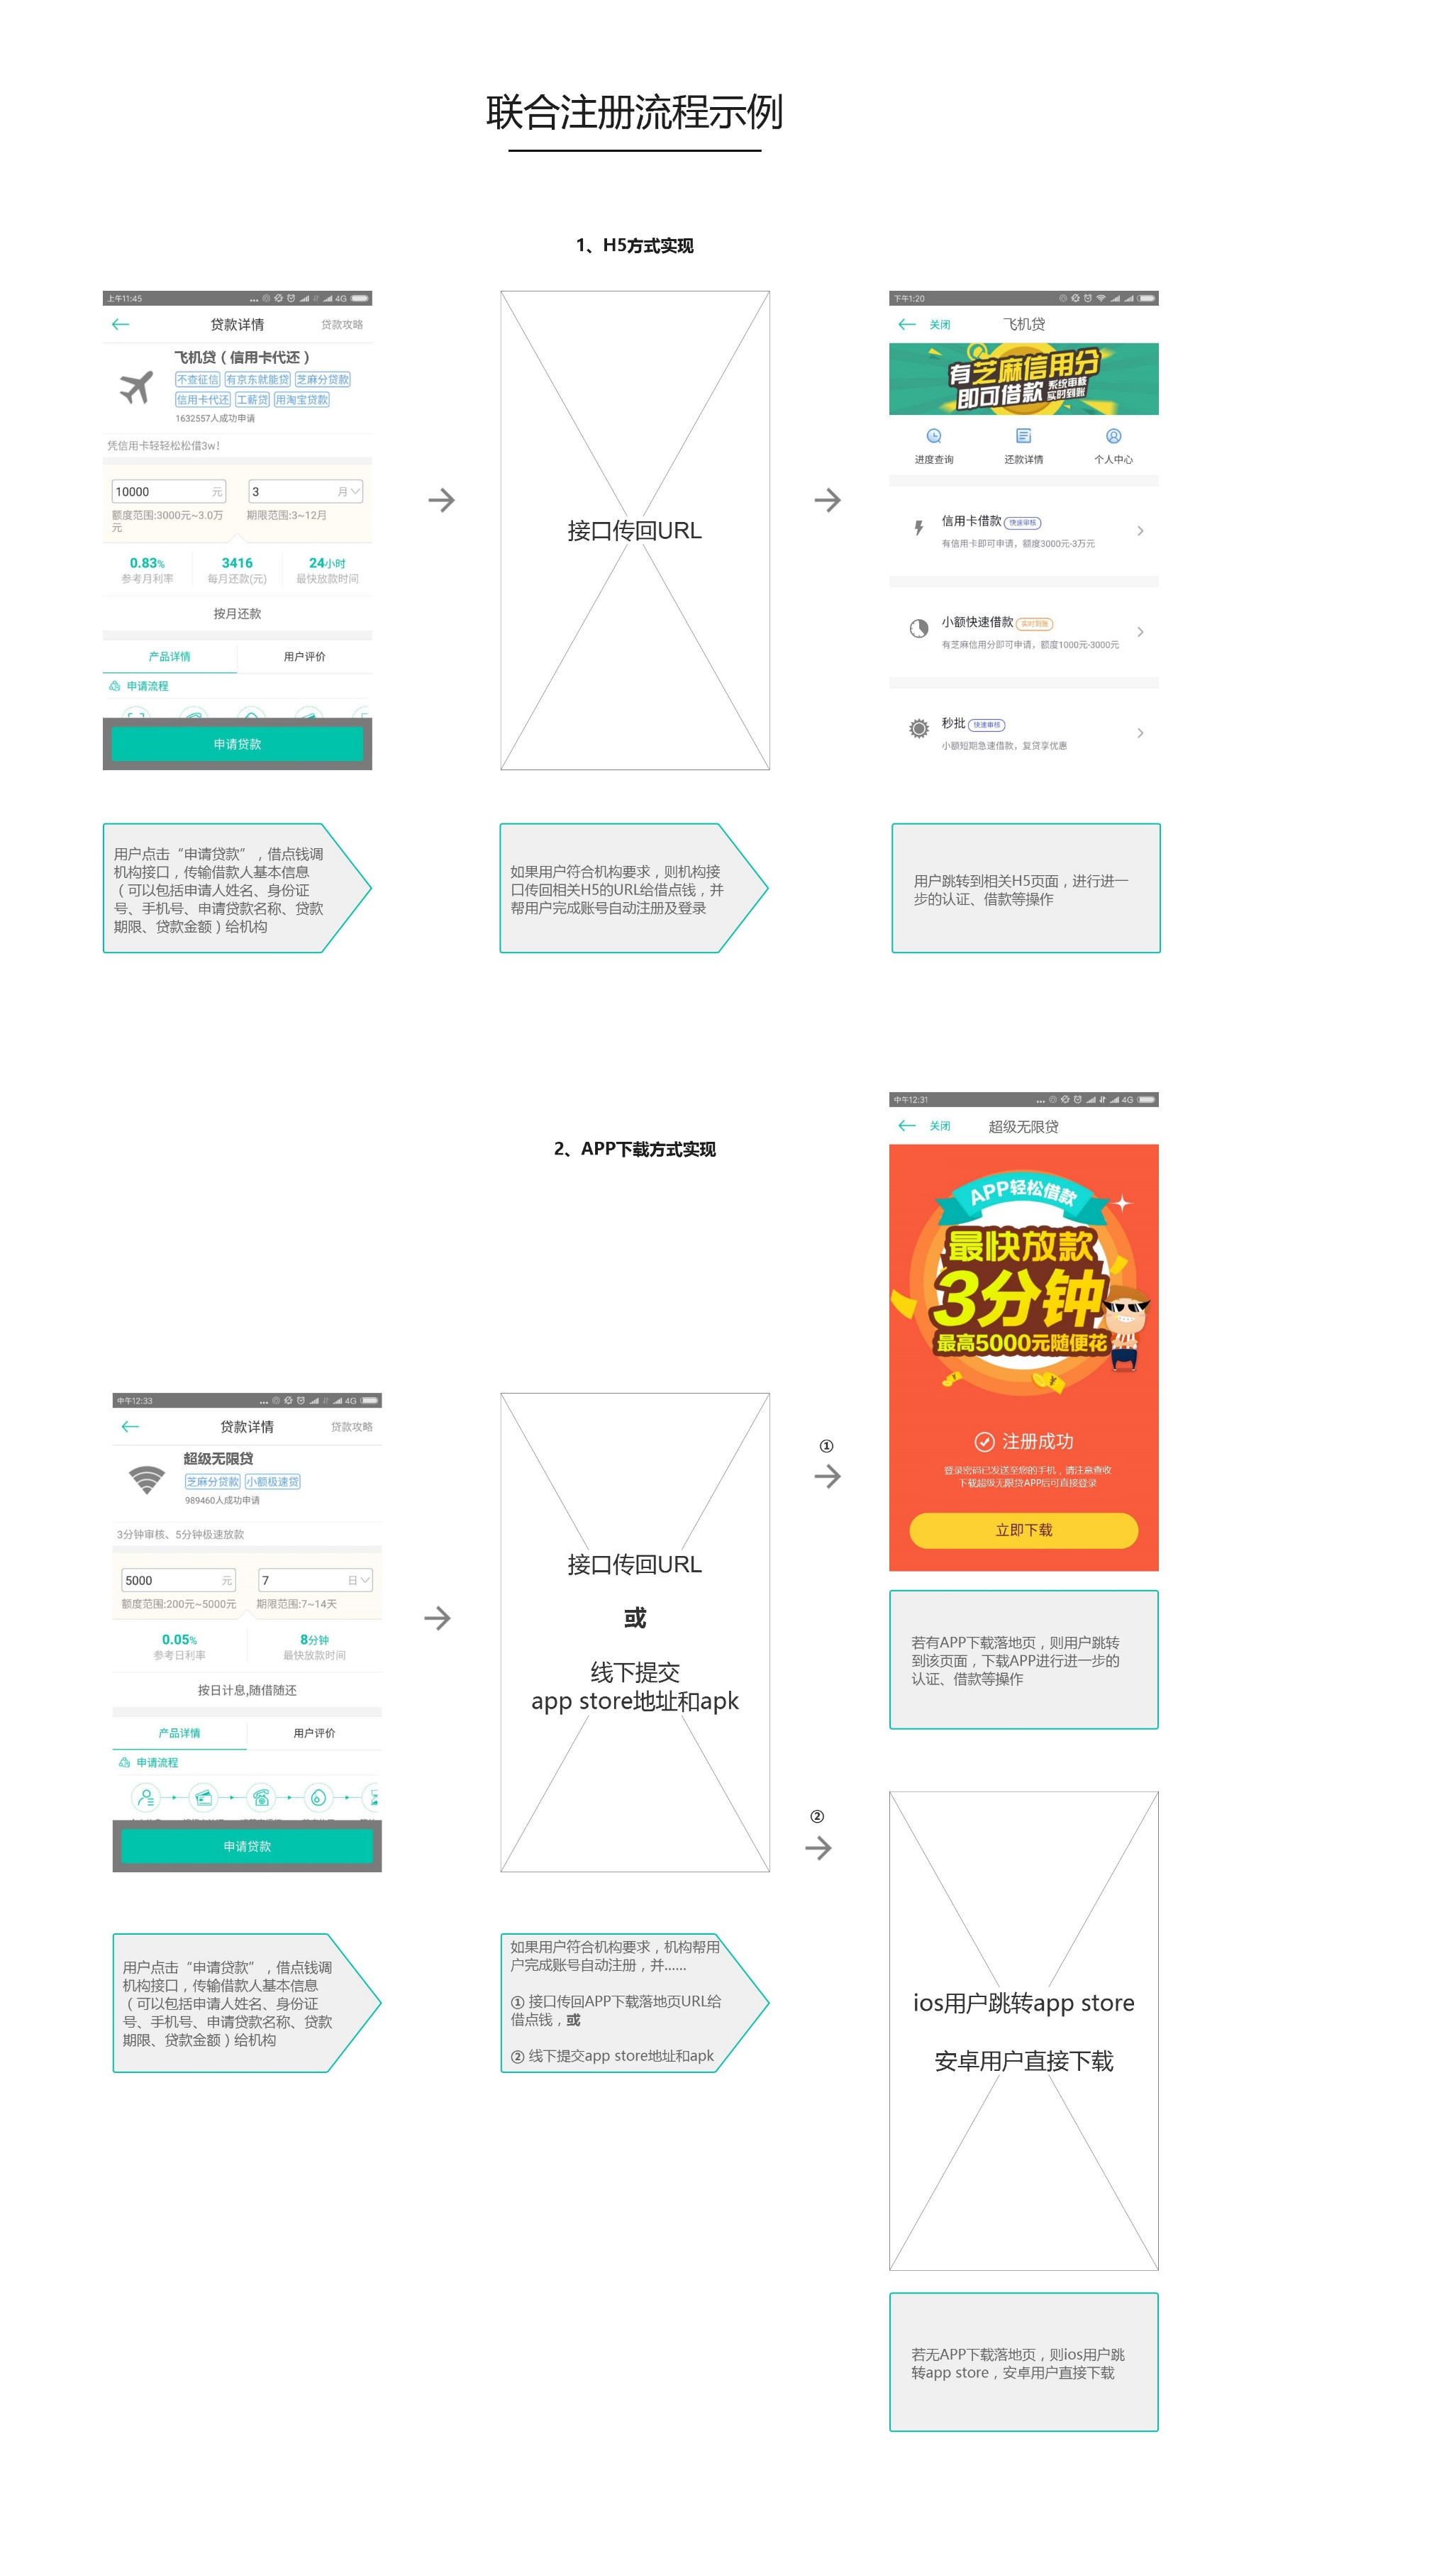 联合注册流程示例
1、H5方式实现
上午11:45
4G
贷款详情
贷款攻略
飞机贷（信用卡代还）
不查征信 有京东就能贷 芝麻分贷款
信用卡代还 工薪贷 用淘宝贷款
1632557人成功申请
凭信用卡轻轻松松借3w!
10000 元
3 月
额度范围:3000元~3.0万
元
期限范围:3~12月
0.83% 3416 24小时
参考月利率 每月还款(元) 最快放款时间
按月还款
产品详情 用户评价
申请流程
申请贷款
接口传回URL
下午1:20
关闭 飞机贷
有芝麻信用分
即可借款
系统审核
实时到账
进度查询 还款详情 个人中心
信用卡借款 快速审核
有信用卡即可申请，额度3000元-3万元
小额快速借款 实时到账
有芝麻信用分即可申请，额度1000元-3000元
秒批 快速审核
小额短期急速借款，复贷享优惠
用户点击“申请贷款”，借点钱调
机构接口，传输借款人基本信息
（可以包括申请人姓名、身份证
号、手机号、申请贷款名称、贷款
期限、贷款金额）给机构
如果用户符合机构要求，则机构接
口传回相关H5的URL给借点钱，并
帮用户完成账号自动注册及登录
用户跳转到相关H5页面，进行进一
步的认证、借款等操作
2、APP下载方式实现
中午12:33
4G
贷款详情
贷款攻略
超级无限贷
芝麻分贷款 小额极速贷
989460人成功申请
3分钟审核、5分钟极速放款
5000 元
7 日
额度范围:200元~5000元 期限范围:7~14天
0.05% 8分钟
参考日利率 最快放款时间
按日计息,随借随还
产品详情 用户评价
申请流程
申请贷款
接口传回URL
或
线下提交
app store地址和apk
①
②
中午12:31
4G
关闭 超级无限贷
APP轻松借款
最快放款
3分钟
最高5000元随便花
注册成功
登录密码已发送至您的手机，请注意查收
下载超级无限贷APP后可直接登录
立即下载
若有APP下载落地页，则用户跳转
到该页面，下载APP进行进一步的
认证、借款等操作
ios用户跳转app store
安卓用户直接下载
用户点击“申请贷款”，借点钱调
机构接口，传输借款人基本信息
（可以包括申请人姓名、身份证
号、手机号、申请贷款名称、贷款
期限、贷款金额）给机构
如果用户符合机构要求，机构帮用
户完成账号自动注册，并......
① 接口传回APP下载落地页URL给
借点钱，或
② 线下提交app store地址和apk
若无APP下载落地页，则ios用户跳
转app store，安卓用户直接下载